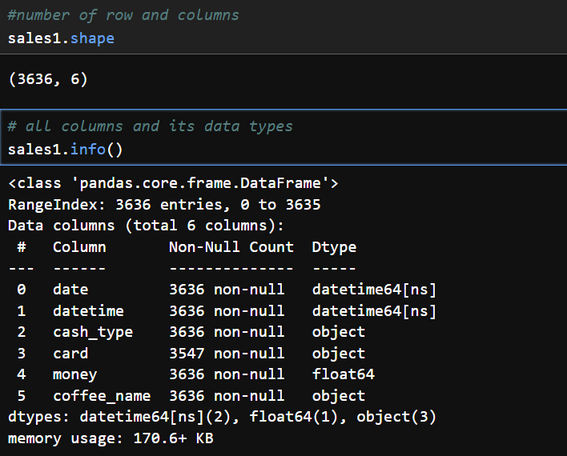 #number of row and columns
sales1.shape
(3636, 6)
# all columns and its data types
sales1.info()
<class 'pandas.core.frame.DataFrame'>
RangeIndex: 3636 entries, 0 to 3635
Data columns (total 6 columns):
 #   Column       Non-Null Count  Dtype
---  ------       --------------  -----
 0   date         3636 non-null   datetime64[ns]
 1   datetime     3636 non-null   datetime64[ns]
 2   cash_type    3636 non-null   object
 3   card         3547 non-null   object
 4   money        3636 non-null   float64
 5   coffee_name  3636 non-null   object
dtypes: datetime64[ns](2), float64(1), object(3)
memory usage: 170.6+ KB